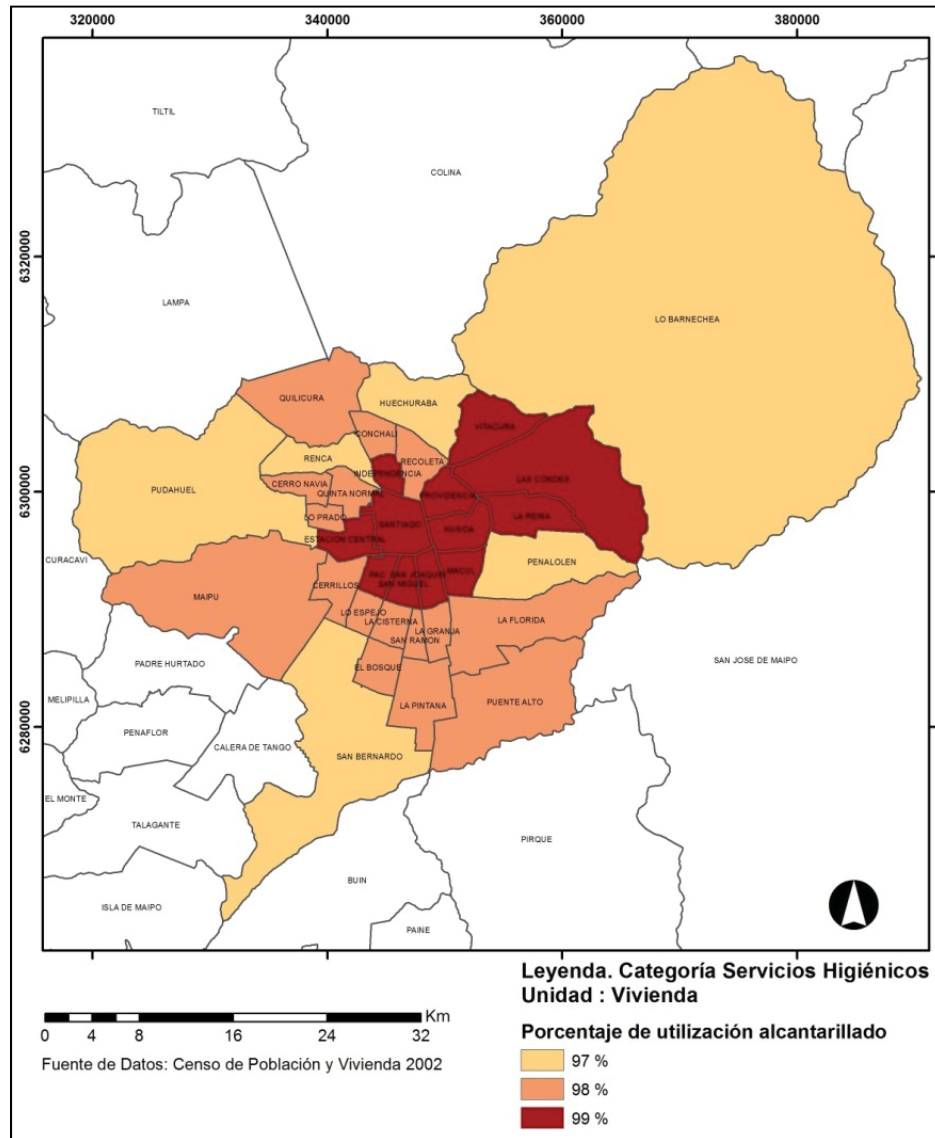 320000 340000 360000 380000
TILTIL
COLINA
6320000
LAMPA
LO BARNECHEA
QUILICURA
HUECHURABA
VITACURA
CONCHALI
RECOLETA
RENCA
INDEPENDENCIA
LAS CONDES
CERRO NAVIA
PUDAHUEL
QUINTA NORMAL
PROVIDENCIA
6300000
LO PRADO
LA REINA
SANTIAGO
NUNOA
ESTACION CENTRAL
CURACAVI
PENALOLEN
MACUL
PAC SAN JOAQUIN
SAN MIGUEL
CERRILLOS
MAIPU
LO ESPEJO
LA CISTERNA
LA GRANJA
LA FLORIDA
SAN RAMON
PADRE HURTADO
EL BOSQUE
SAN JOSE DE MAIPO
MELIPILLA
LA PINTANA
PUENTE ALTO
PENAFLOR
6280000
CALERA DE TANGO
SAN BERNARDO
EL MONTE
TALAGANTE
PIRQUE
BUIN
ISLA DE MAIPO
PAINE
Leyenda. Categoría Servicios Higiénicos
Unidad : Vivienda
Porcentaje de utilización alcantarillado
97 %
98 %
99 %
Km
0 2 4 8 16 24 32
Fuente de Datos: Censo de Población y Vivienda 2002